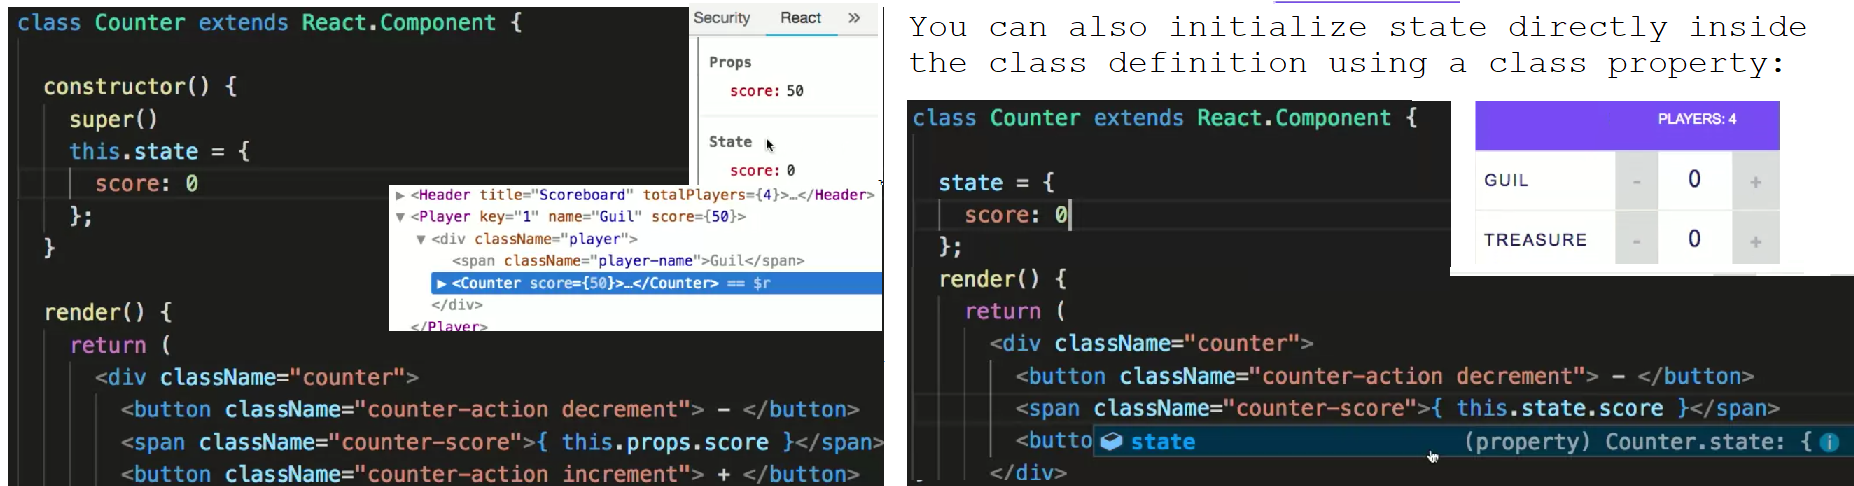 class Counter extends React.Component {
constructor() {
super()
this.state = {
score: 0
};
}
render() {
return (
<div className="counter">
<button className="counter-action decrement"> - </button>
<span className="counter-score">{ this.props.score }</span>
<button className="counter-action increment"> + </button>
Security React »
Props
score: 50
State
score: 0
▶ <Header title="Scoreboard" totalPlayers={4}>…</Header>
▼ <Player key="1" name="Guil" score={50}>
▼ <div className="player">
<span className="player-name">Guil</span>
▶ <Counter score={50}>…</Counter> == $r
</div>
</Player>
You can also initialize state directly inside
the class definition using a class property:
class Counter extends React.Component {
state = {
score: 0
};
render() {
return (
<div className="counter">
<button className="counter-action decrement"> - </button>
<span className="counter-score">{ this.state.score }</span>
<butto
state (property) Counter.state: {
</div>
PLAYERS: 4
GUIL - 0 +
TREASURE - 0 +